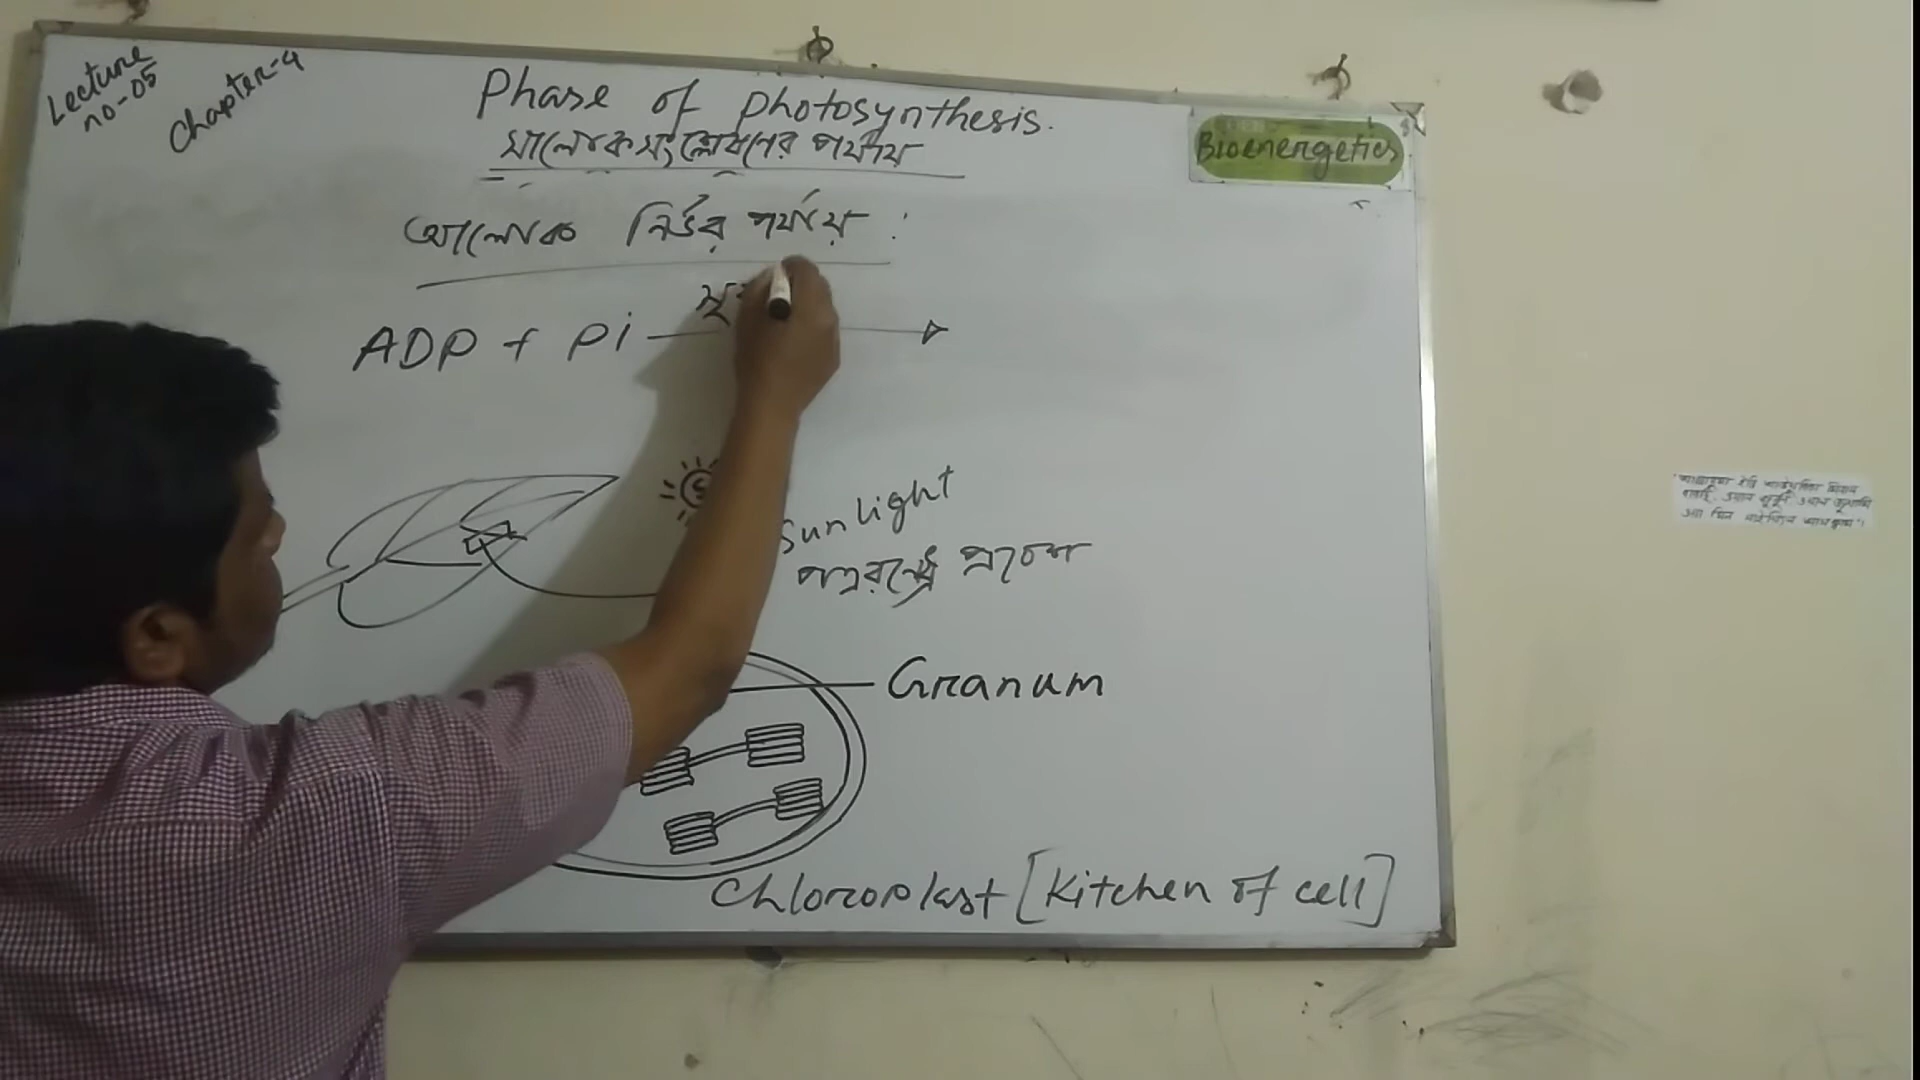 Lecture
no-05
Chapter-4
Phase of photosynthesis.
সালোকসংশ্লেষণের পর্যায়
Bioenergetics
আলোক নির্ভর পর্যায় :
ADP + Pi
Sunlight
পত্ররন্ধ্রে প্রবেশ
Granum
Chloroplast [Kitchen of cell]